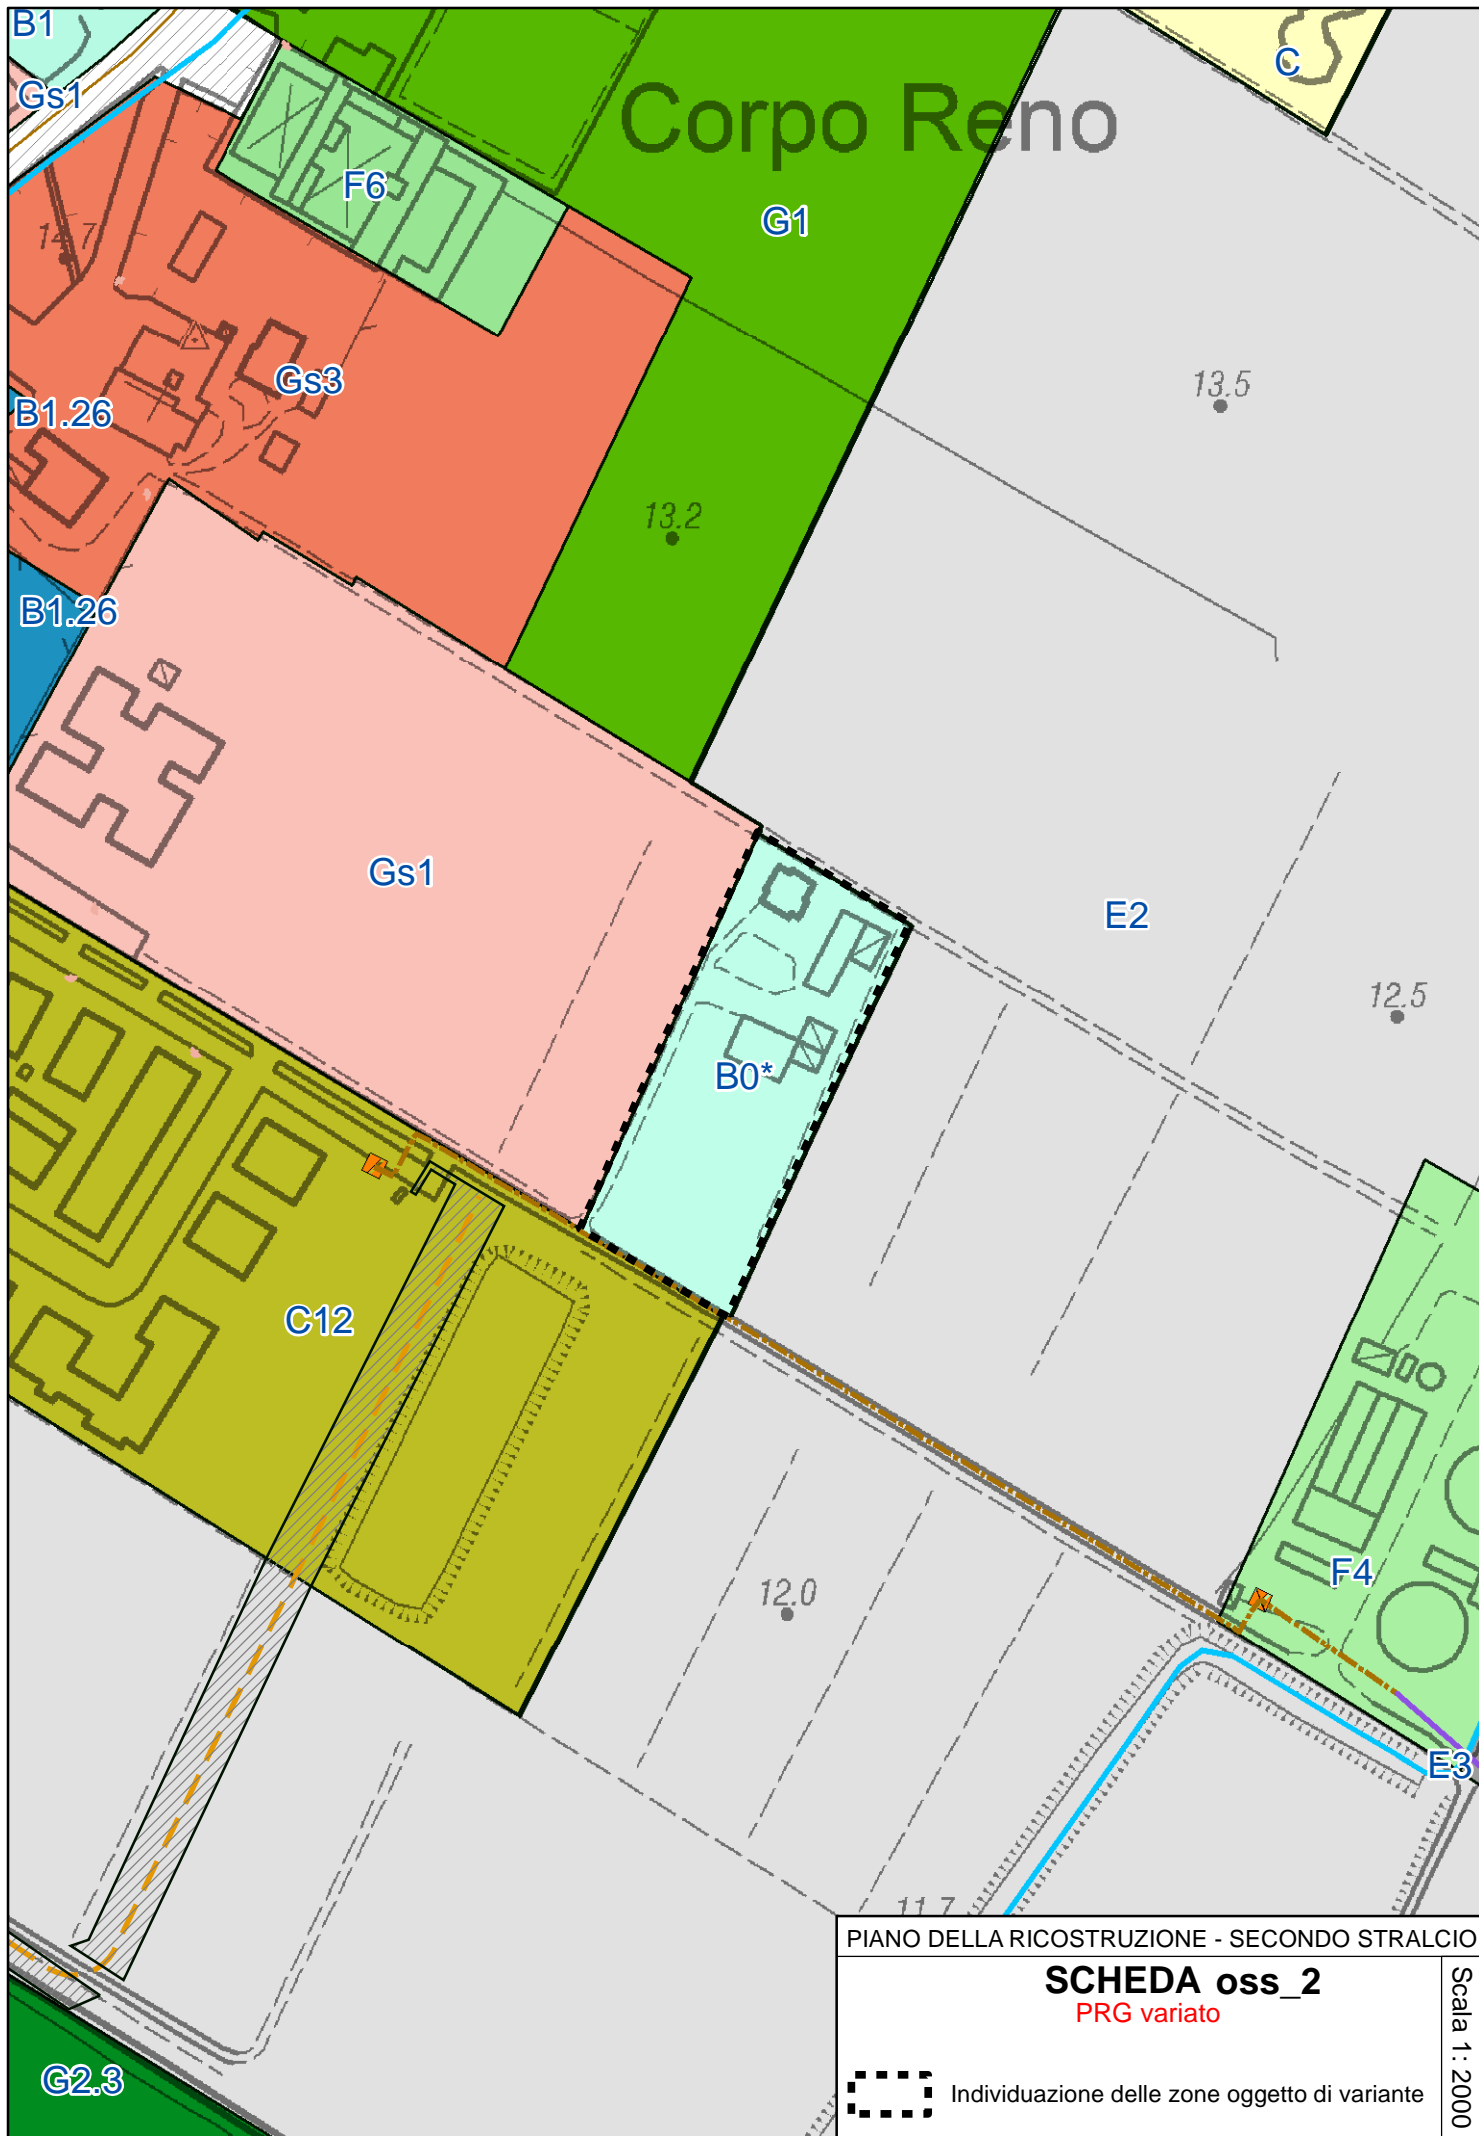 B1
C
Gs1
Corpo Reno
F6
G1
14.7
Gs3
13.5
B1.26
13.2
B1.26
Gs1
E2
12.5
B0*
C12
F4
12.0
E3
11.7
PIANO DELLA RICOSTRUZIONE - SECONDO STRALCIO
SCHEDA oss_2
PRG variato
Scala 1: 2000
G2.3
Individuazione delle zone oggetto di variante